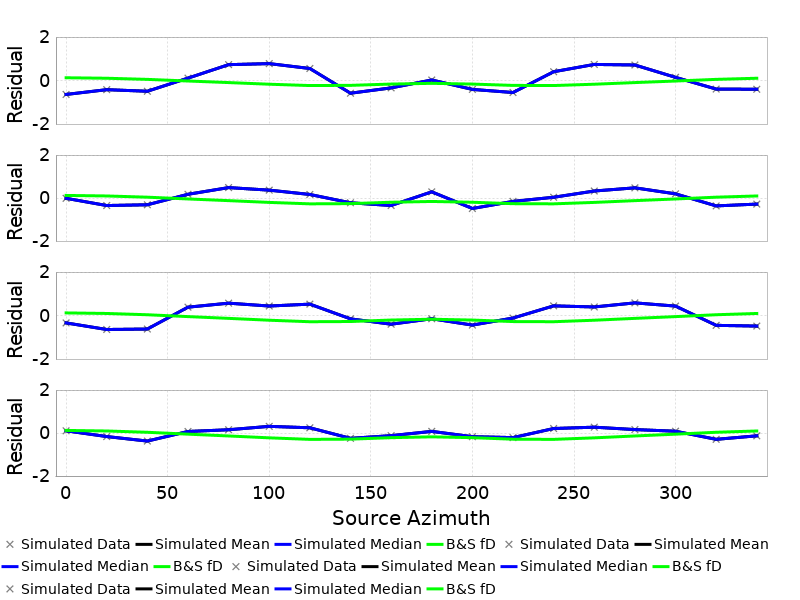 2
0
-2
Residual
2
0
-2
Residual
2
0
-2
Residual
2
0
-2
Residual
0 50 100 150 200 250 300
Source Azimuth
× Simulated Data Simulated Mean Simulated Median B&S fD × Simulated Data Simulated Mean
Simulated Median B&S fD × Simulated Data Simulated Mean Simulated Median B&S fD
× Simulated Data Simulated Mean Simulated Median B&S fD